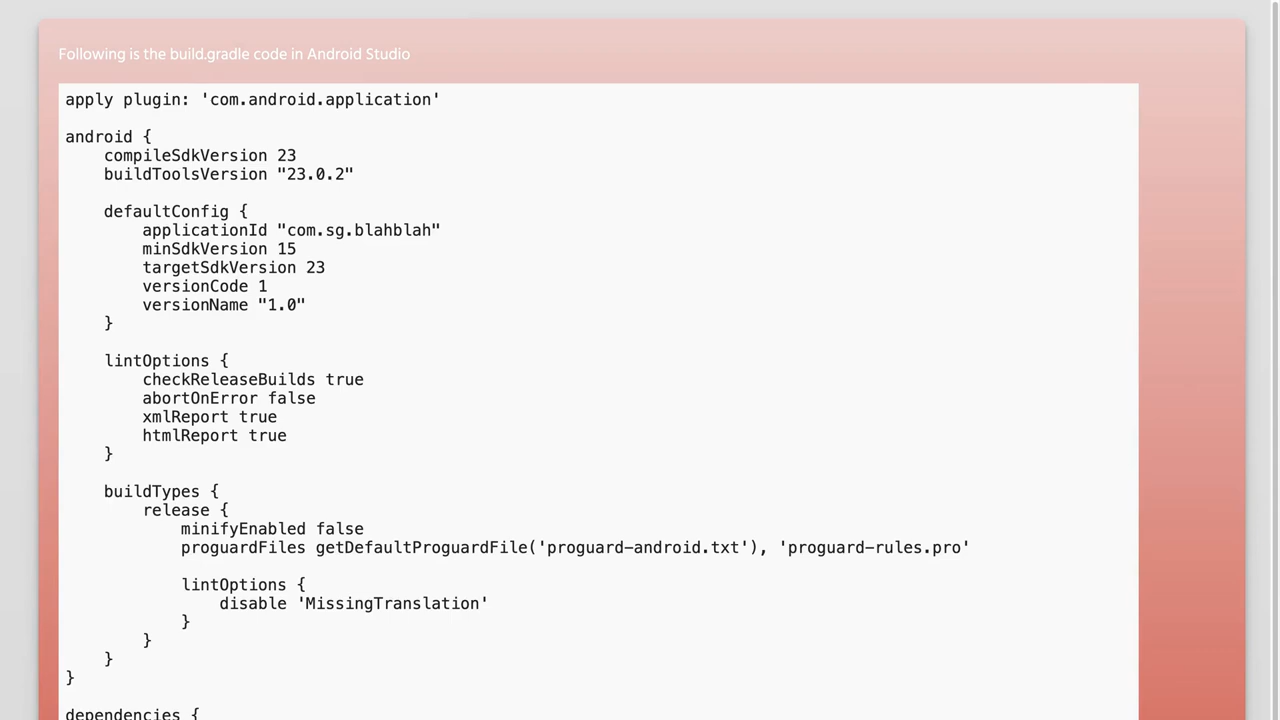 Following is the build.gradle code in Android Studio
apply plugin: 'com.android.application'
android {
compileSdkVersion 23
buildToolsVersion "23.0.2"
defaultConfig {
applicationId "com.sg.blahblah"
minSdkVersion 15
targetSdkVersion 23
versionCode 1
versionName "1.0"
}
lintOptions {
checkReleaseBuilds true
abortOnError false
xmlReport true
htmlReport true
}
buildTypes {
release {
minifyEnabled false
proguardFiles getDefaultProguardFile('proguard-android.txt'), 'proguard-rules.pro'
lintOptions {
disable 'MissingTranslation'
}
}
}
}
dependencies {